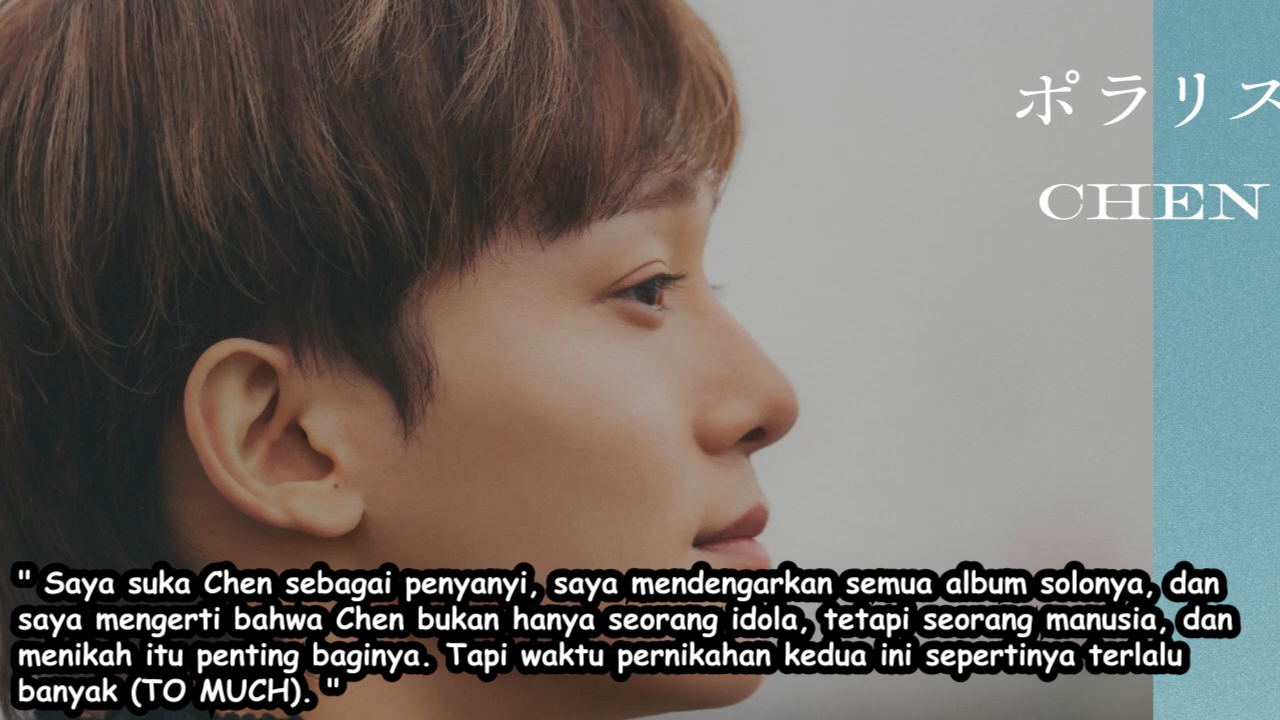 ポラリス
CHEN
" Saya suka Chen sebagai penyanyi, saya mendengarkan semua album solonya, dan
saya mengerti bahwa Chen bukan hanya seorang idola, tetapi seorang manusia, dan
menikah itu penting baginya. Tapi waktu pernikahan kedua ini sepertinya terlalu
banyak (TO MUCH). "